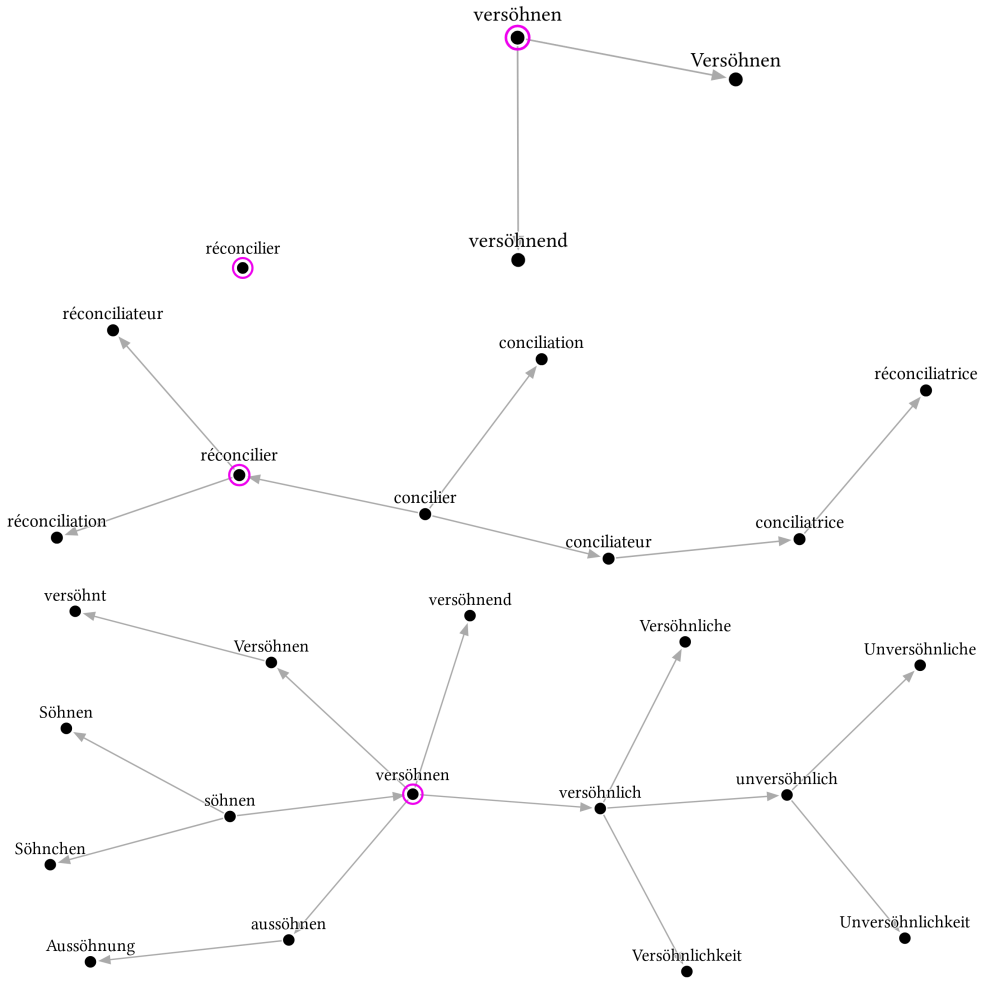 versöhnen
Versöhnen
versöhnend
réconcilier
réconciliateur
conciliation
réconciliatrice
réconcilier
concilier
réconciliation
conciliatrice
conciliateur
versöhnt
versöhnend
Versöhnliche
Versöhnen
Unversöhnliche
Söhnen
versöhnen
unversöhnlich
versöhnlich
söhnen
Söhnchen
Unversöhnlichkeit
aussöhnen
Aussöhnung
Versöhnlichkeit